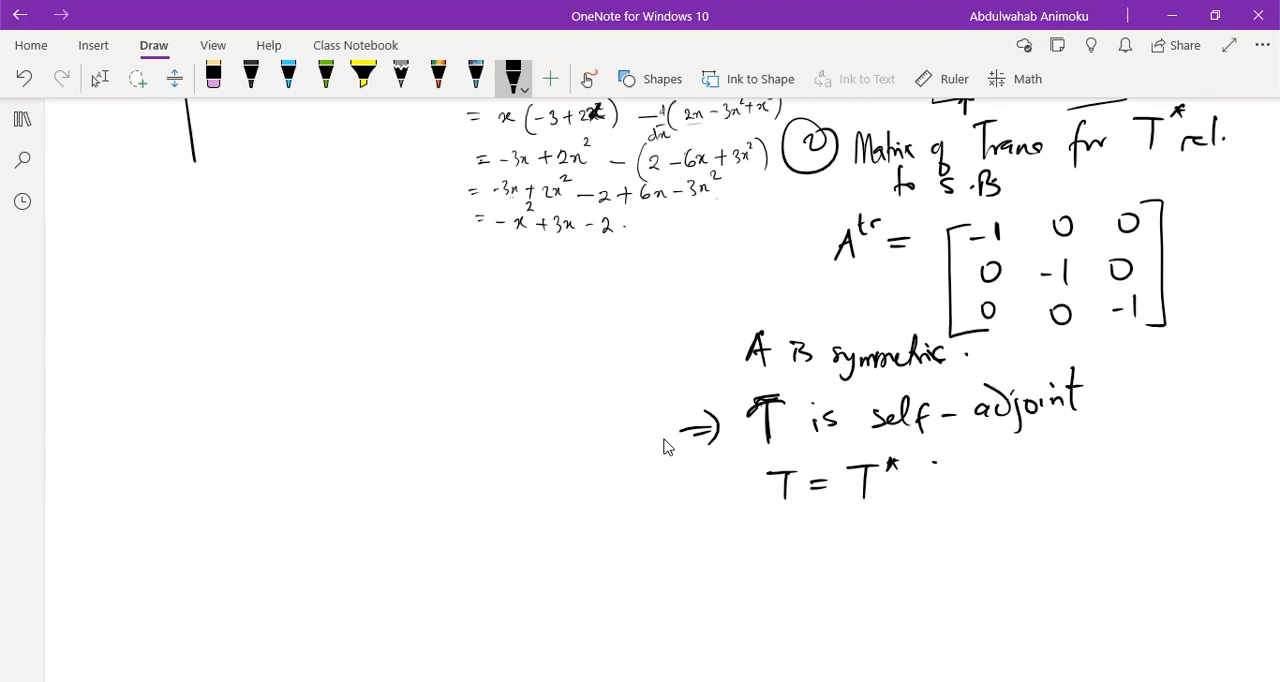 OneNote for Windows 10
Abdulwahab Animoku
Home Insert Draw View Help Class Notebook
Share
Shapes Ink to Shape Ink to Text Ruler Math
= x(-3+2x) - d/dx(2x-3x²+x³)
= -3x + 2x² - (2-6x+3x²)
= -3x + 2x² - 2 + 6x - 3x²
= -x² + 3x - 2.
② Matrix of Trans for T* rel.
to S.Bs
Aᵗʳ = [-1 0 0
0 -1 0
0 0 -1]
A is symmetric.
⇒ T is self-adjoint
T = T*.